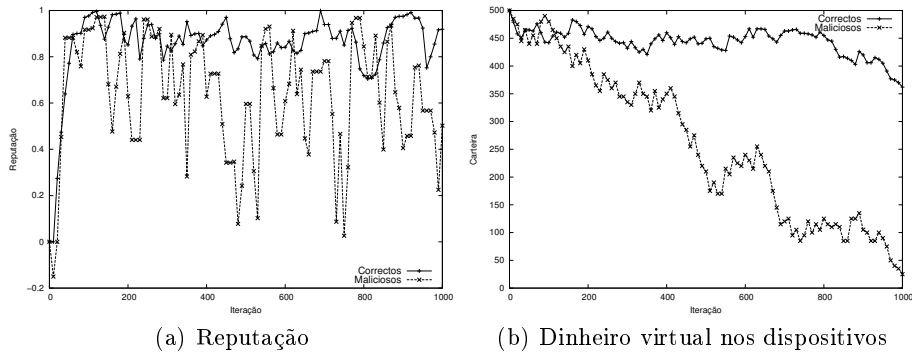 1
0.8
0.6
0.4
0.2
0
−0.2
Reputação
0 200 400 600 800 1000
Iteração
Correctos
Maliciosos
(a) Reputação
500
450
400
350
300
250
200
150
100
50
0
Carteira
0 200 400 600 800 1000
Iteração
Correctos
Maliciosos
(b) Dinheiro virtual nos dispositivos